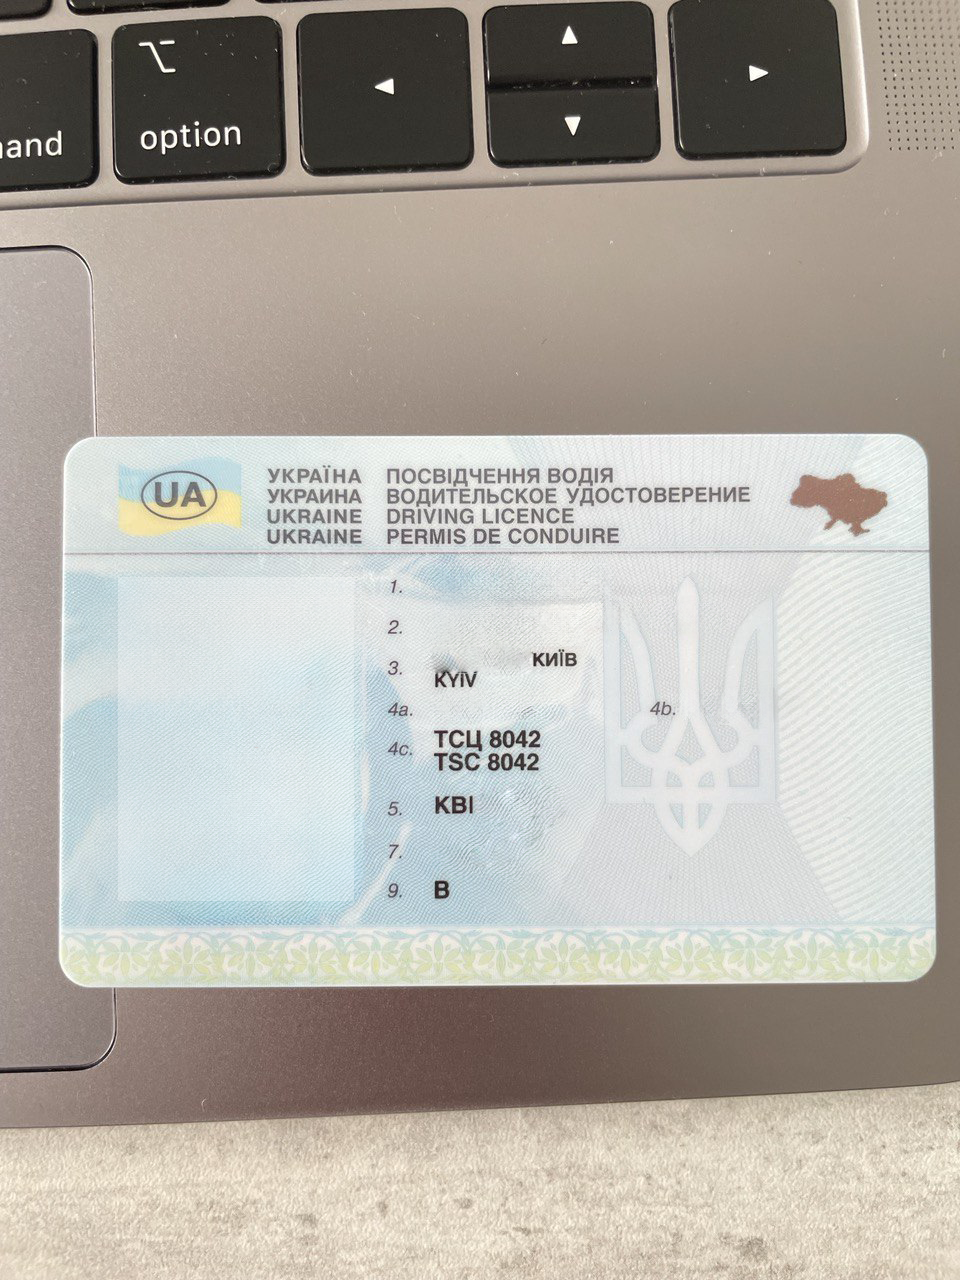 and
option
UA
УКРАЇНА ПОСВІДЧЕННЯ ВОДІЯ
УКРАИНА ВОДИТЕЛЬСКОЕ УДОСТОВЕРЕНИЕ
UKRAINE DRIVING LICENCE
UKRAINE PERMIS DE CONDUIRE
1.
2.
3. КИЇВ
KYIV
4a. 4b.
4c. ТСЦ 8042
TSC 8042
5. KBI
7.
9. B